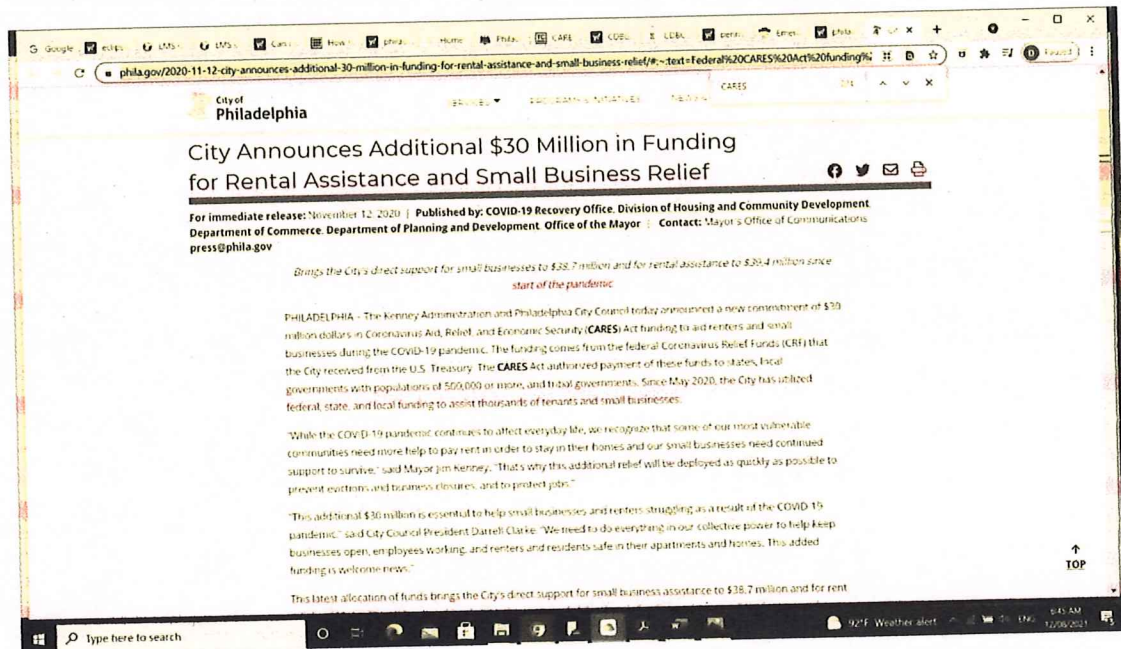 Google
How
Home
Phila
phila.gov/2020-11-12-city-announces-additional-30-million-in-funding-for-rental-assistance-and-small-business-relief/#:~:text=Federal%20CARES%20Act%20funding%
CARES
City of
Philadelphia
City Announces Additional $30 Million in Funding
for Rental Assistance and Small Business Relief
For immediate release: November 12, 2020 | Published by: COVID-19 Recovery Office, Division of Housing and Community Development,
Department of Commerce, Department of Planning and Development, Office of the Mayor | Contact: Mayor's Office of Communications
press@phila.gov
Brings the City's direct support for small businesses to $38.7 million and for rental assistance to $39.4 million since
start of the pandemic
PHILADELPHIA - The Kenney Administration and Philadelphia City Council today announced a new commitment of $30
million dollars in Coronavirus Aid, Relief, and Economic Security (CARES) Act funding to aid renters and small
businesses during the COVID-19 pandemic. The funding comes from the federal Coronavirus Relief Funds (CRF) that
the City received from the U.S. Treasury. The CARES Act authorized payment of these funds to states, local
governments with populations of 500,000 or more, and tribal governments. Since May 2020, the City has utilized
federal, state, and local funding to assist thousands of tenants and small businesses.
"While the COVID-19 pandemic continues to affect everyday life, we recognize that some of our most vulnerable
communities need more help to pay rent in order to stay in their homes and our small businesses need continued
support to survive," said Mayor Jim Kenney. "That's why this additional relief will be deployed as quickly as possible to
prevent evictions and business closures, and to protect jobs."
"This additional $30 million is essential to help small businesses and renters struggling as a result of the COVID-19
pandemic," said City Council President Darrell Clarke. "We need to do everything in our collective power to help keep
businesses open, employees working, and renters and residents safe in their apartments and homes. This added
funding is welcome news."
This latest allocation of funds brings the City's direct support for small business assistance to $38.7 million and for rent
TOP
Type here to search
92°F Weather alert
ENG
6:45 AM
12/08/2021